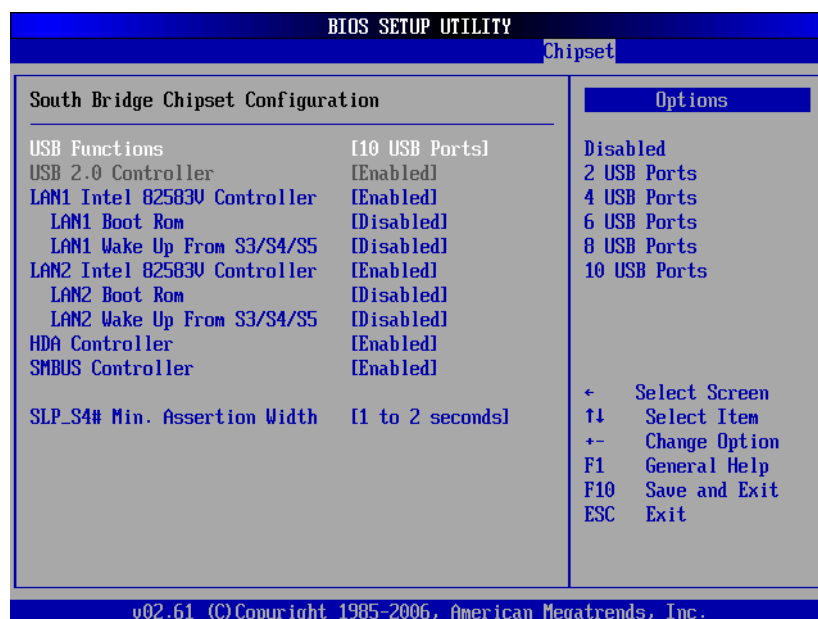 BIOS SETUP UTILITY
Chipset
South Bridge Chipset Configuration
USB Functions [10 USB Ports]
USB 2.0 Controller [Enabled]
LAN1 Intel 82583V Controller [Enabled]
LAN1 Boot Rom [Disabled]
LAN1 Wake Up From S3/S4/S5 [Disabled]
LAN2 Intel 82583V Controller [Enabled]
LAN2 Boot Rom [Disabled]
LAN2 Wake Up From S3/S4/S5 [Disabled]
HDA Controller [Enabled]
SMBUS Controller [Enabled]
SLP_S4# Min. Assertion Width [1 to 2 seconds]
Options
Disabled
2 USB Ports
4 USB Ports
6 USB Ports
8 USB Ports
10 USB Ports
← Select Screen
↑↓ Select Item
+- Change Option
F1 General Help
F10 Save and Exit
ESC Exit
v02.61 (C)Copyright 1985-2006, American Megatrends, Inc.